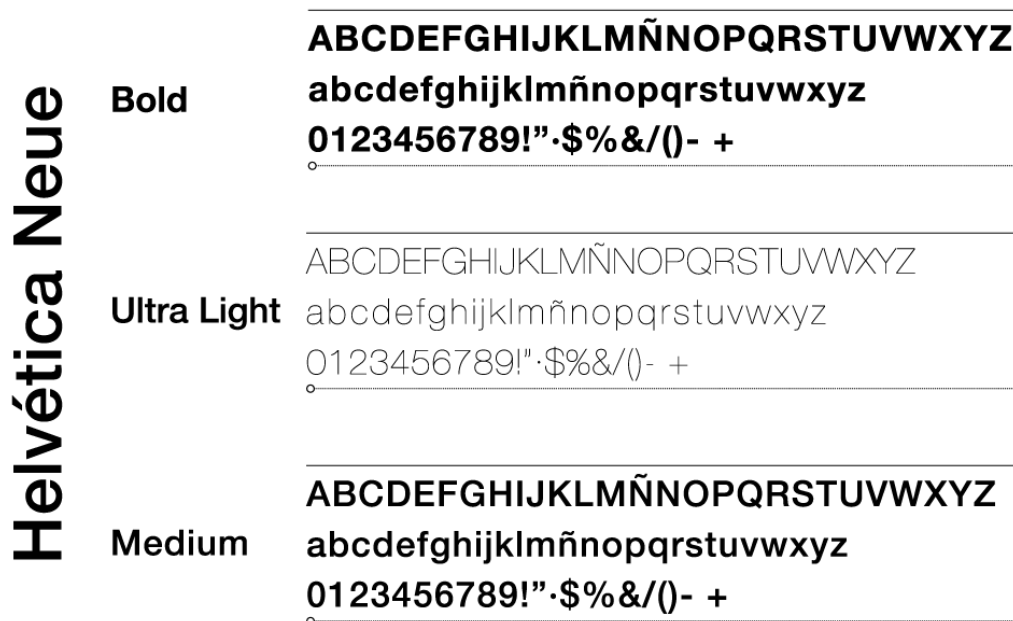 Helvética Neue
Bold
ABCDEFGHIJKLMÑNOPQRSTUVWXYZ
abcdefghijklmñnopqrstuvwxyz
0123456789!”·$%&/()- +
Ultra Light
ABCDEFGHIJKLMÑNOPQRSTUVWXYZ
abcdefghijklmñnopqrstuvwxyz
0123456789!"·$%&/()- +
Medium
ABCDEFGHIJKLMÑNOPQRSTUVWXYZ
abcdefghijklmñnopqrstuvwxyz
0123456789!”·$%&/()- +